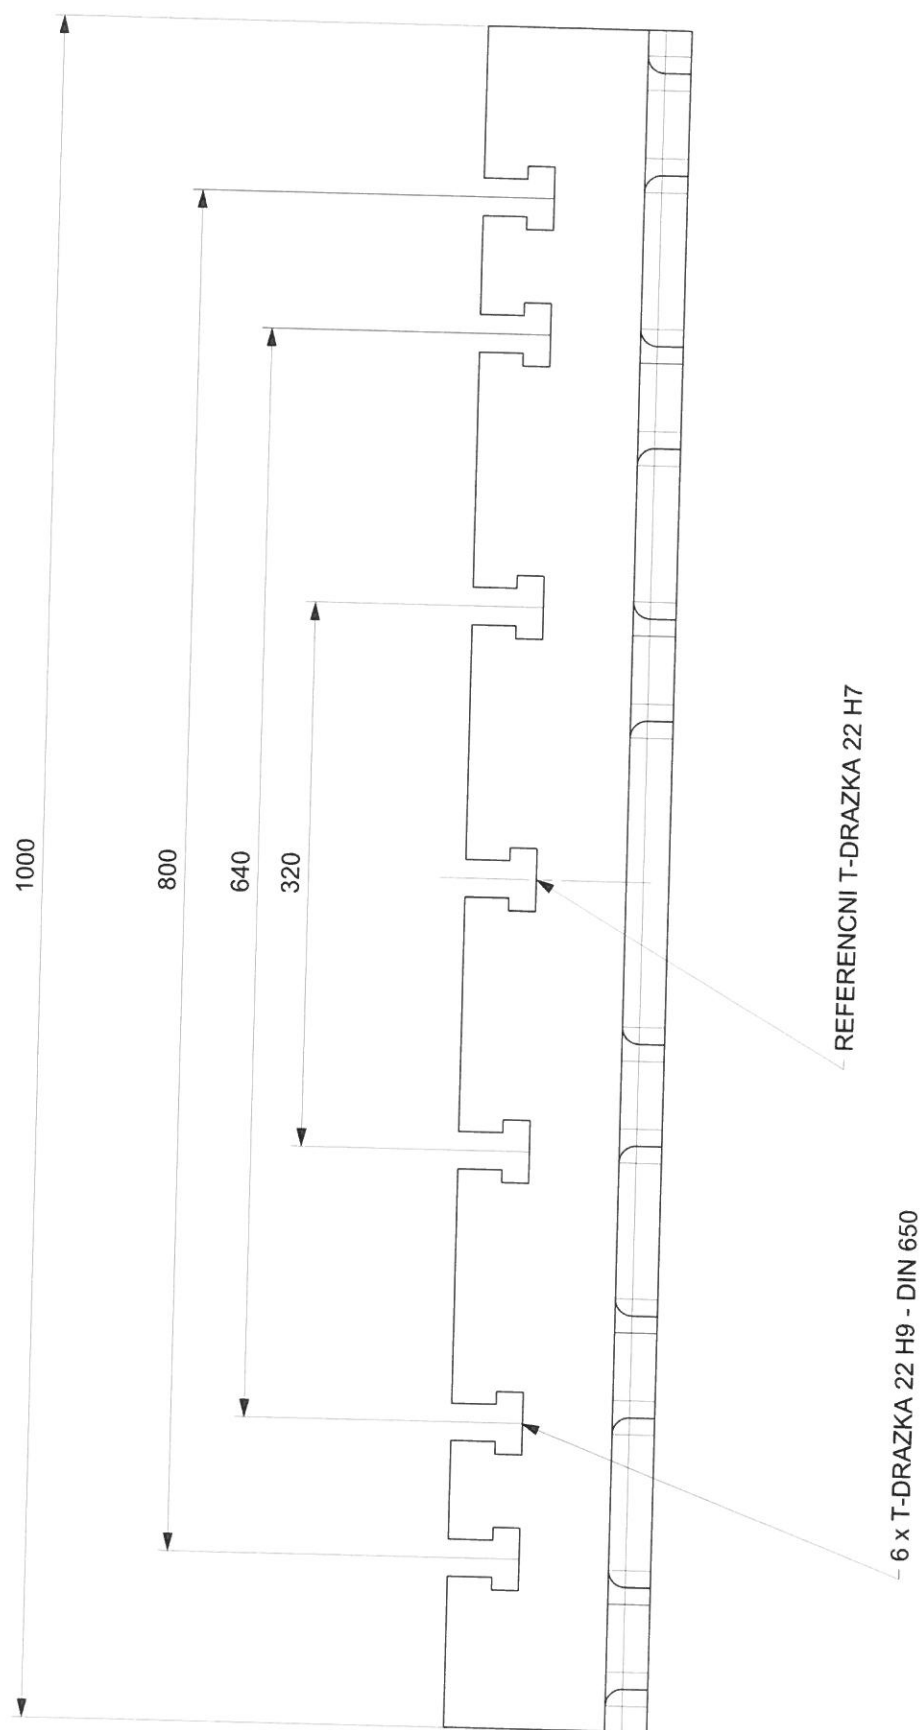 1000
800
640
320
REFERENCNI T-DRAZKA 22 H7
6 x T-DRAZKA 22 H9 - DIN 650